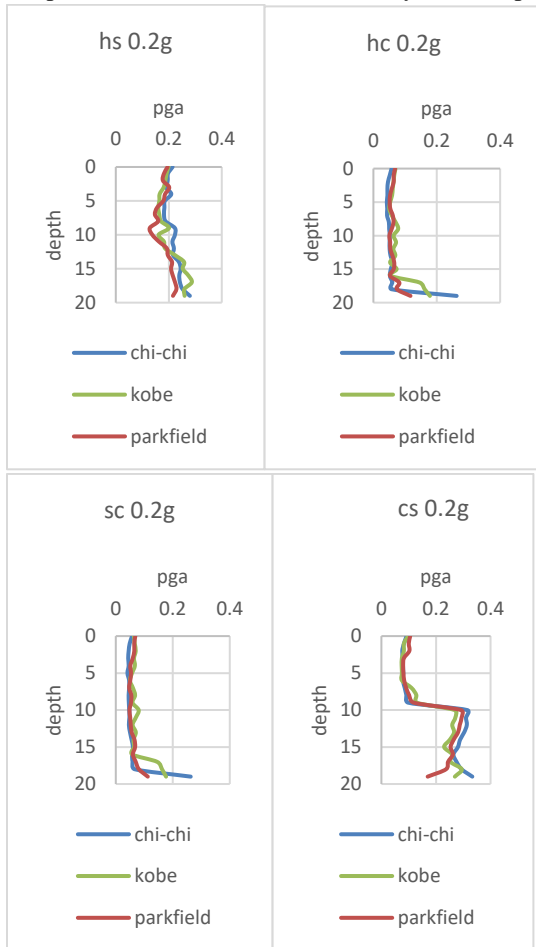 hs 0.2g
pga
0 0.2 0.4
0
5
10
15
20
depth
chi-chi
kobe
parkfield
hc 0.2g
pga
0 0.2 0.4
0
5
10
15
20
depth
chi-chi
kobe
parkfield
sc 0.2g
pga
0 0.2 0.4
0
5
10
15
20
depth
chi-chi
kobe
parkfield
cs 0.2g
pga
0 0.2 0.4
0
5
10
15
20
depth
chi-chi
kobe
parkfield